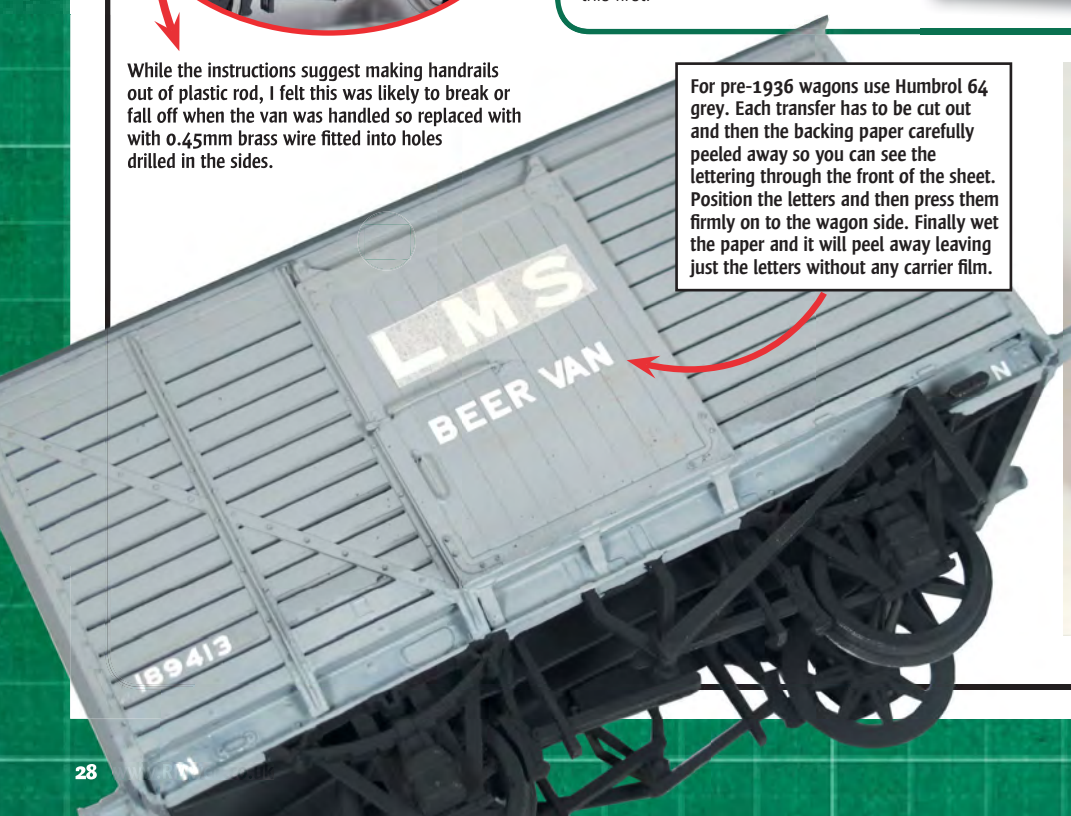 this first.
While the instructions suggest making handrails
out of plastic rod, I felt this was likely to break or
fall off when the van was handled so replaced with
with 0.45mm brass wire fitted into holes
drilled in the sides.
For pre-1936 wagons use Humbrol 64
grey. Each transfer has to be cut out
and then the backing paper carefully
peeled away so you can see the
lettering through the front of the sheet.
Position the letters and then press them
firmly on to the wagon side. Finally wet
the paper and it will peel away leaving
just the letters without any carrier film.
LMS
BEER VAN
N
189413
N
28